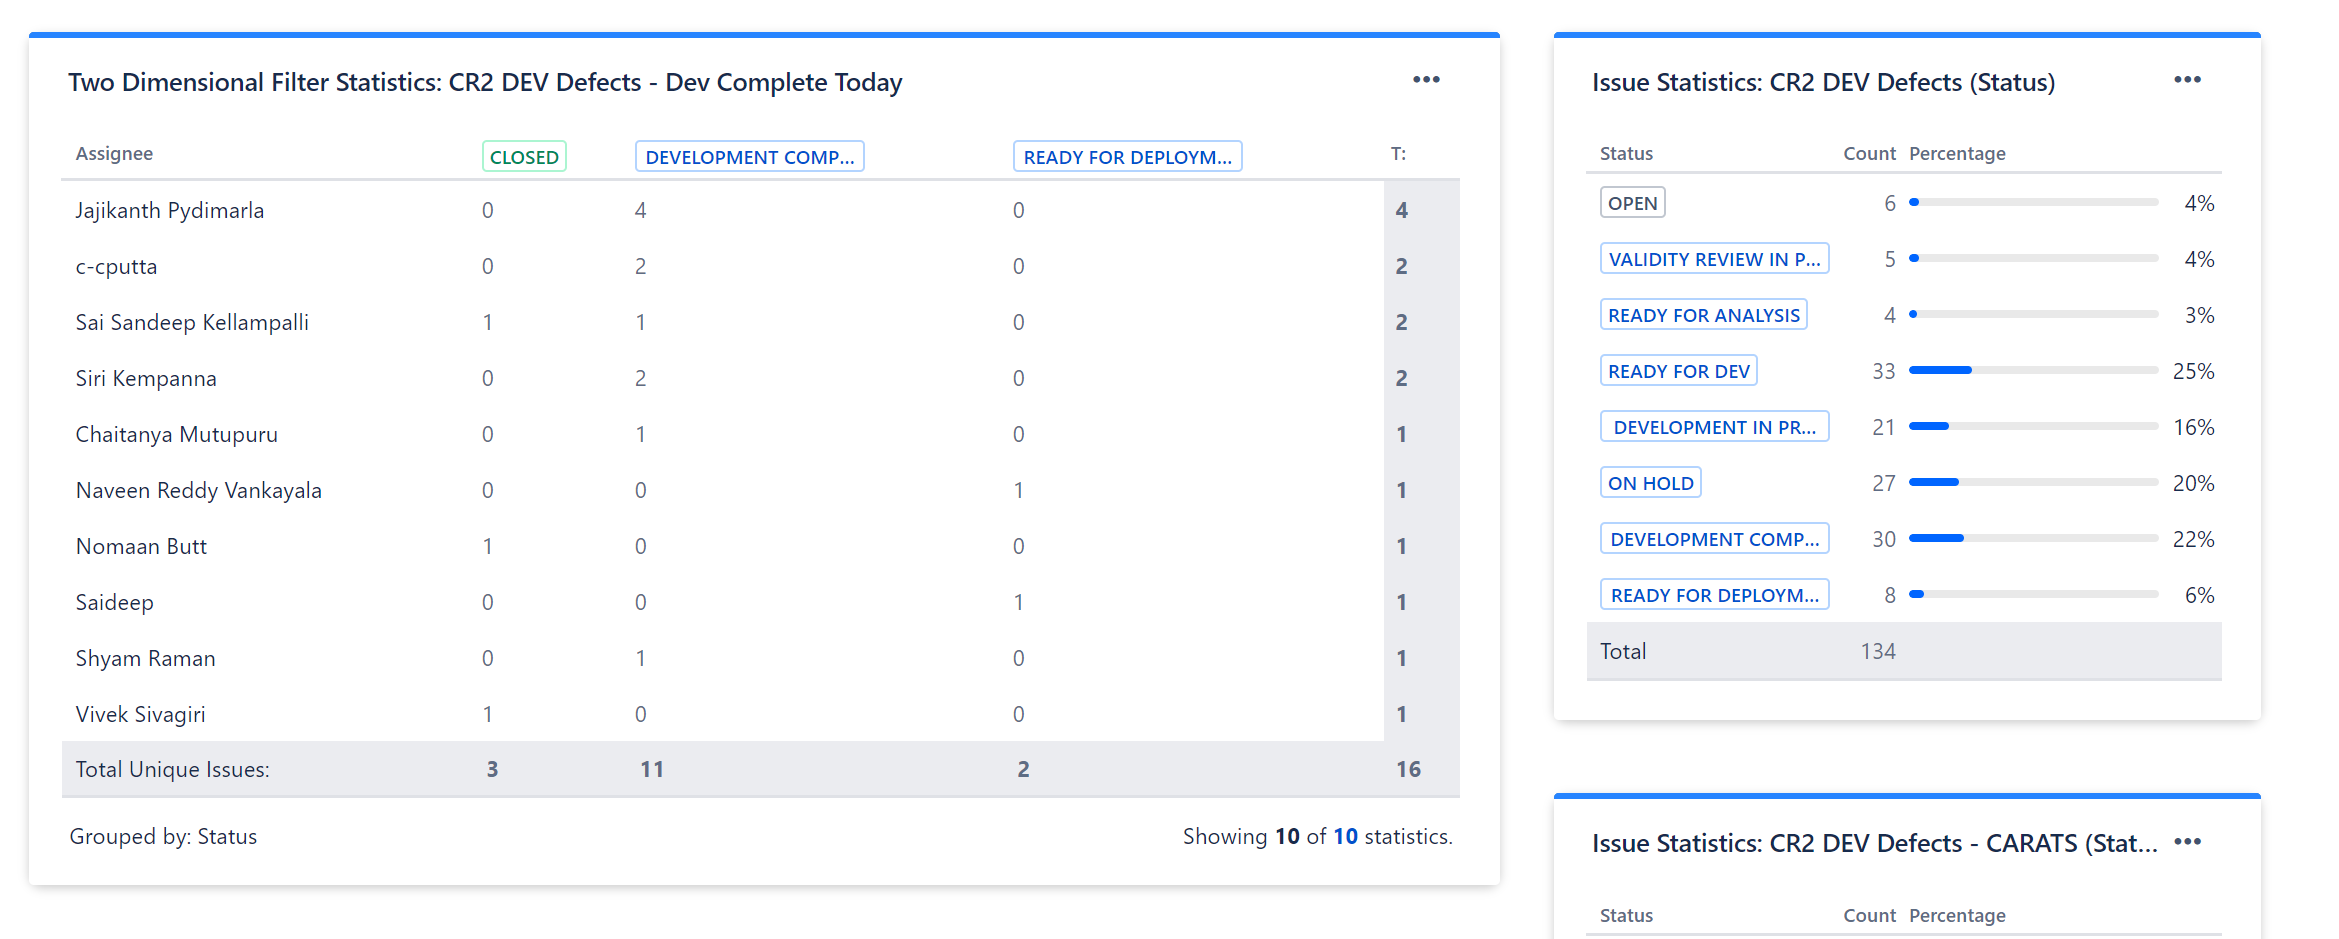 Two Dimensional Filter Statistics: CR2 DEV Defects - Dev Complete Today •••
Assignee CLOSED DEVELOPMENT COMP... READY FOR DEPLOYM... T:
Jajikanth Pydimarla 0 4 0 4
c-cputta 0 2 0 2
Sai Sandeep Kellampalli 1 1 0 2
Siri Kempanna 0 2 0 2
Chaitanya Mutupuru 0 1 0 1
Naveen Reddy Vankayala 0 0 1 1
Nomaan Butt 1 0 0 1
Saideep 0 0 1 1
Shyam Raman 0 1 0 1
Vivek Sivagiri 1 0 0 1
Total Unique Issues: 3 11 2 16
Grouped by: Status Showing 10 of 10 statistics.
Issue Statistics: CR2 DEV Defects (Status) •••
Status Count Percentage
OPEN 6 4%
VALIDITY REVIEW IN P... 5 4%
READY FOR ANALYSIS 4 3%
READY FOR DEV 33 25%
DEVELOPMENT IN PR... 21 16%
ON HOLD 27 20%
DEVELOPMENT COMP... 30 22%
READY FOR DEPLOYM... 8 6%
Total 134
Issue Statistics: CR2 DEV Defects - CARATS (Stat... •••
Status Count Percentage